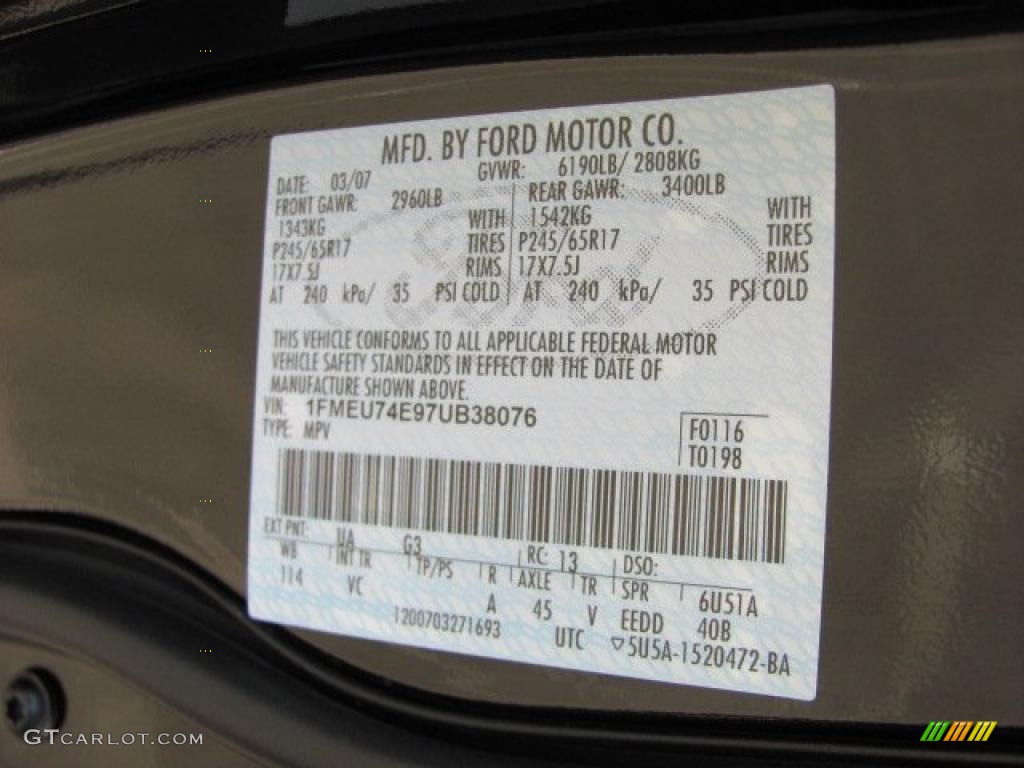 MFD. BY FORD MOTOR CO.
DATE: 03/07 GVWR: 6190LB/ 2808KG
FRONT GAWR: 2960LB REAR GAWR: 3400LB
1343KG WITH 1542KG WITH
P245/65R17 TIRES P245/65R17 TIRES
17X7.5J RIMS 17X7.5J RIMS
AT 240 kPa/ 35 PSI COLD AT 240 kPa/ 35 PSI COLD
THIS VEHICLE CONFORMS TO ALL APPLICABLE FEDERAL MOTOR
VEHICLE SAFETY STANDARDS IN EFFECT ON THE DATE OF
MANUFACTURE SHOWN ABOVE.
VIN: 1FMEU74E97UB38076
TYPE: MPV
F0116
T0198
EXT PNT: UA G3 RC: 13 DSO:
WB INT TR TP/PS R AXLE TR SPR 6U51A
114 VC A 45 V EEDD 40B
1200703271693 UTC ▽5U5A-1520472-BA
GTCARLOT.COM